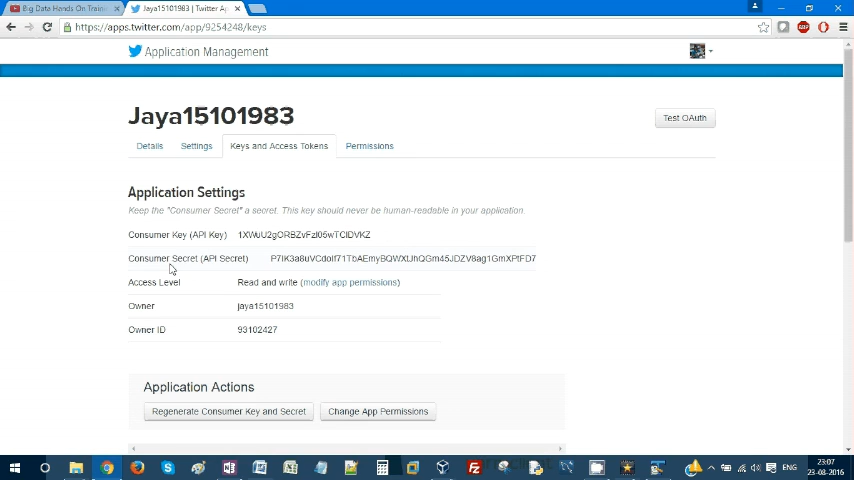 Big Data Hands On Trainin
Jaya15101983 | Twitter Ap
https://apps.twitter.com/app/9254248/keys
Application Management
Jaya15101983
Test OAuth
Details
Settings
Keys and Access Tokens
Permissions
Application Settings
Keep the "Consumer Secret" a secret. This key should never be human-readable in your application.
Consumer Key (API Key)
Consumer Secret (API Secret)
Access Level Read and write (modify app permissions)
Owner jaya15101983
Owner ID 93102427
Application Actions
Regenerate Consumer Key and Secret
Change App Permissions
ENG
23:07
23-08-2016